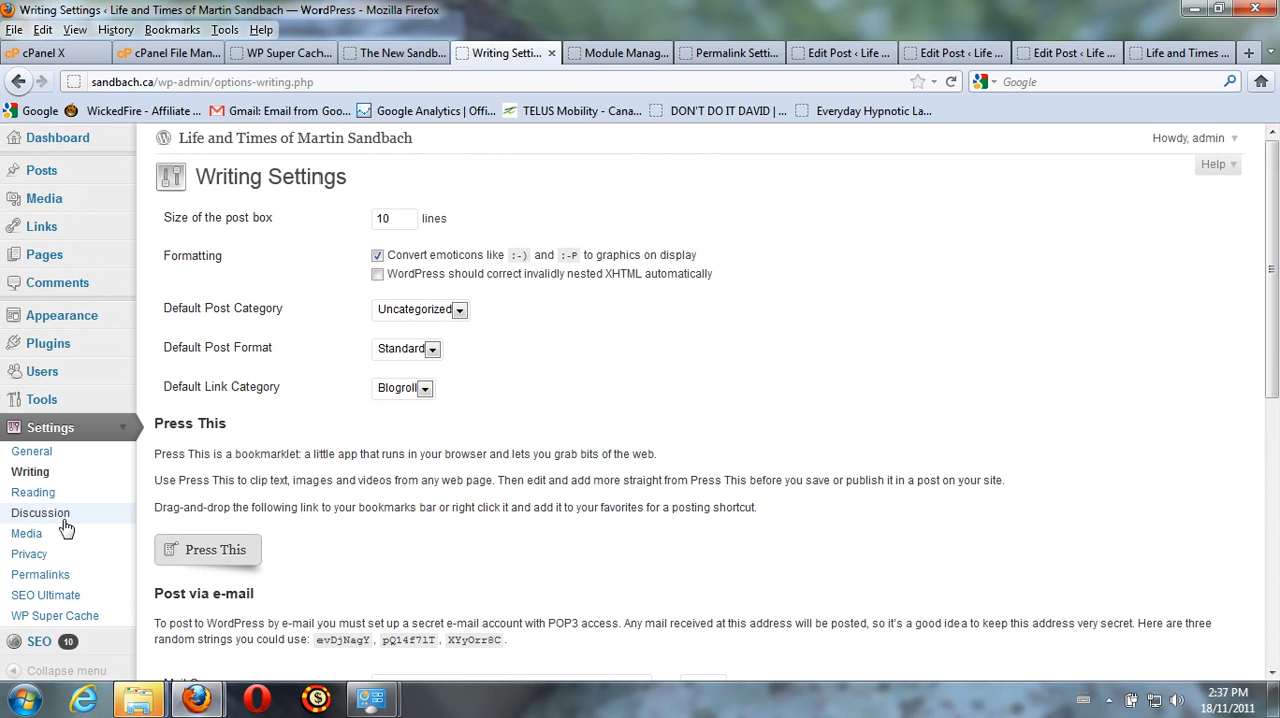 Writing Settings ‹ Life and Times of Martin Sandbach — WordPress - Mozilla Firefox
File Edit View History Bookmarks Tools Help
cPanel X
cPanel File Man...
WP Super Cach...
The New Sandb...
Writing Setti...
Module Manag...
Permalink Setti...
Edit Post ‹ Life ...
Edit Post ‹ Life ...
Edit Post ‹ Life ...
Life and Times ...
sandbach.ca/wp-admin/options-writing.php
Google
Google
WickedFire - Affiliate ...
Gmail: Email from Goo...
Google Analytics | Offi...
TELUS Mobility - Cana...
DON'T DO IT DAVID | ...
Everyday Hypnotic La...
Dashboard
Posts
Media
Links
Pages
Comments
Appearance
Plugins
Users
Tools
Settings
General
Writing
Reading
Discussion
Media
Privacy
Permalinks
SEO Ultimate
WP Super Cache
SEO 10
Collapse menu
Life and Times of Martin Sandbach
Howdy, admin
Help
Writing Settings
Size of the post box 10 lines
Formatting Convert emoticons like :-) and :-P to graphics on display
WordPress should correct invalidly nested XHTML automatically
Default Post Category Uncategorized
Default Post Format Standard
Default Link Category Blogroll
Press This
Press This is a bookmarklet: a little app that runs in your browser and lets you grab bits of the web.
Use Press This to clip text, images and videos from any web page. Then edit and add more straight from Press This before you save or publish it in a post on your site.
Drag-and-drop the following link to your bookmarks bar or right click it and add it to your favorites for a posting shortcut.
Press This
Post via e-mail
To post to WordPress by e-mail you must set up a secret e-mail account with POP3 access. Any mail received at this address will be posted, so it's a good idea to keep this address very secret. Here are three
random strings you could use: evDjNagY, pQ14f7lT, XYyOrr8C.
2:37 PM
18/11/2011